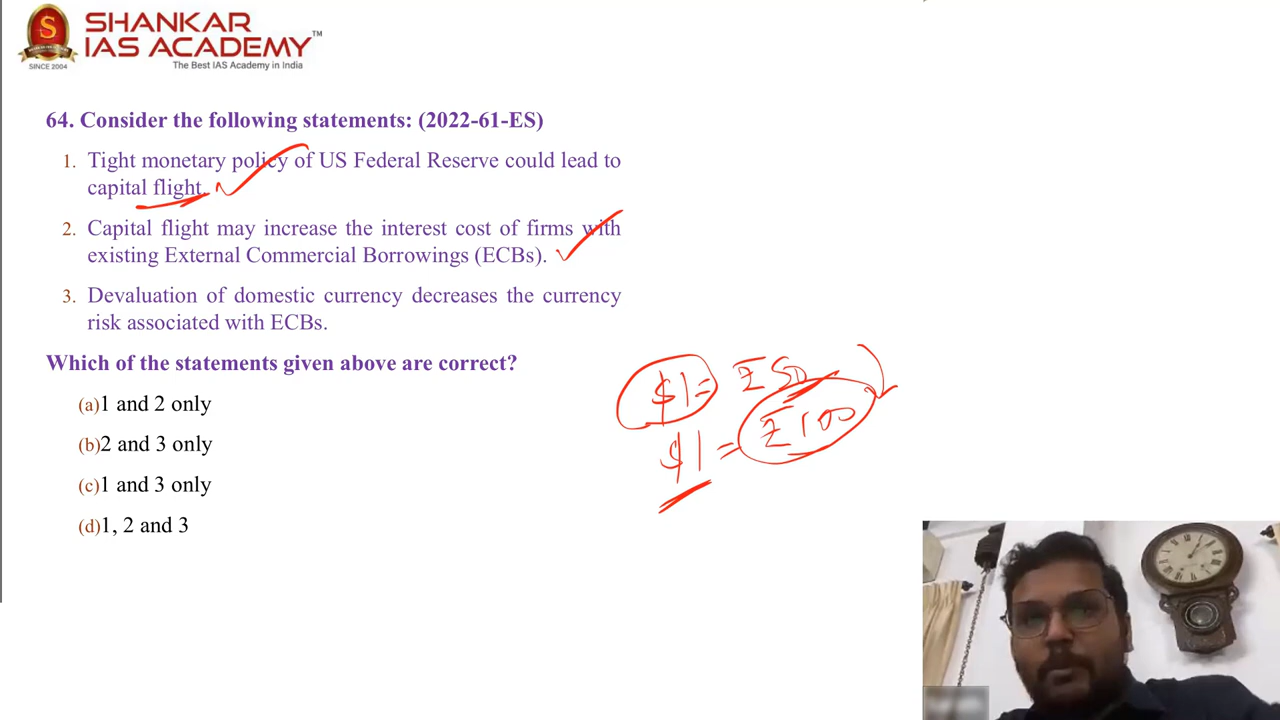 SHANKAR
IAS ACADEMY™
The Best IAS Academy in India
S
SINCE 2004
64. Consider the following statements: (2022-61-ES)
1. Tight monetary policy of US Federal Reserve could lead to
capital flight.
2. Capital flight may increase the interest cost of firms with
existing External Commercial Borrowings (ECBs).
3. Devaluation of domestic currency decreases the currency
risk associated with ECBs.
Which of the statements given above are correct?
(a) 1 and 2 only
(b) 2 and 3 only
(c) 1 and 3 only
(d) 1, 2 and 3
$1 = ₹50
$1 = ₹100